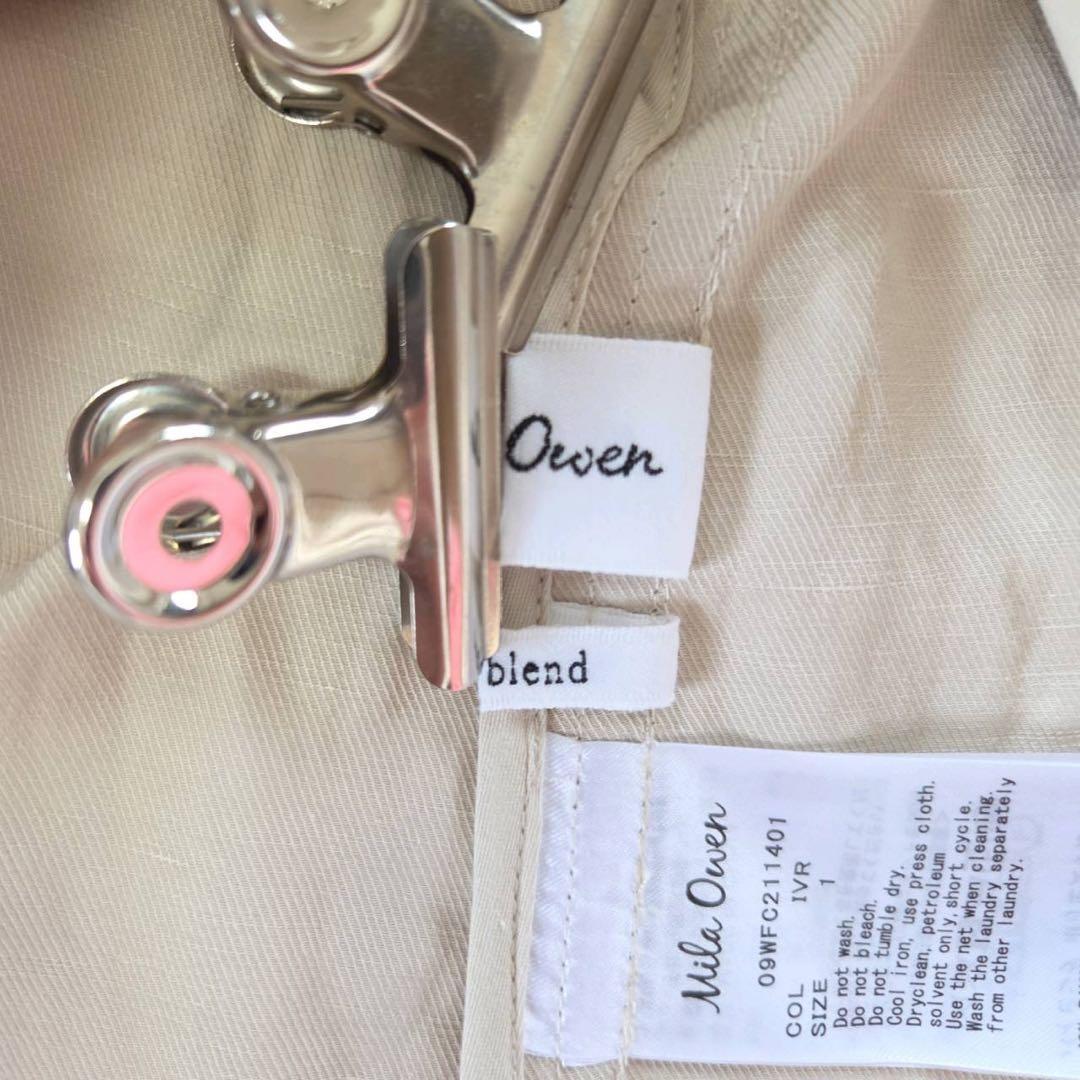 Owen
blend
Mila Owen
09WFC211401
COL IVR
SIZE 1
Do not wash.
Do not bleach.
Do not tumble dry.
Cool iron, use press cloth.
Dryclean, petroleum
solvent only, short cycle.
Use the net when cleaning.
Wash the laundry separately
from other laundry.